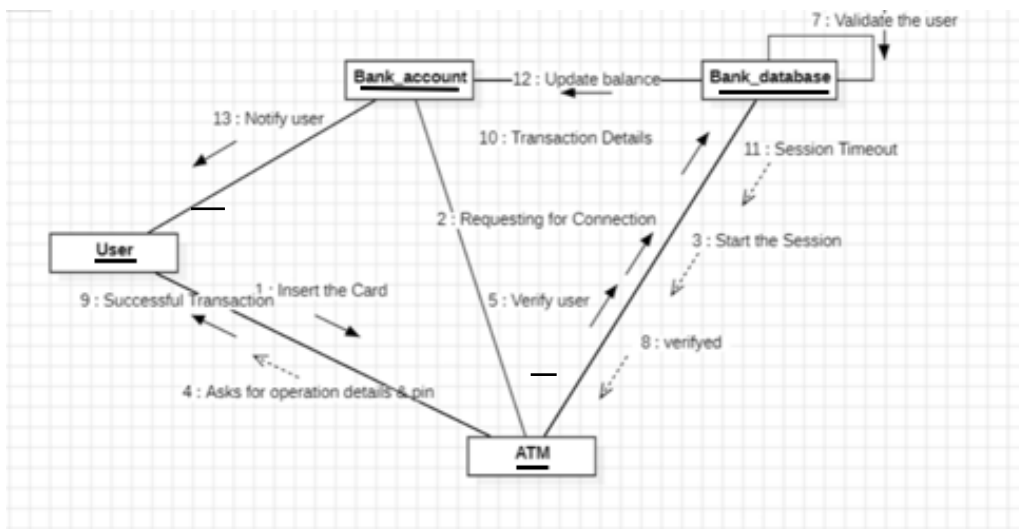 7 : Validate the user
Bank_account
12 : Update balance
Bank_database
13 : Notify user
10 : Transaction Details
11 : Session Timeout
2 : Requesting for Connection
User
3 : Start the Session
1 : Insert the Card
9 : Successful Transaction
5 : Verify user
8 : verifyed
4 : Asks for operation details & pin
ATM